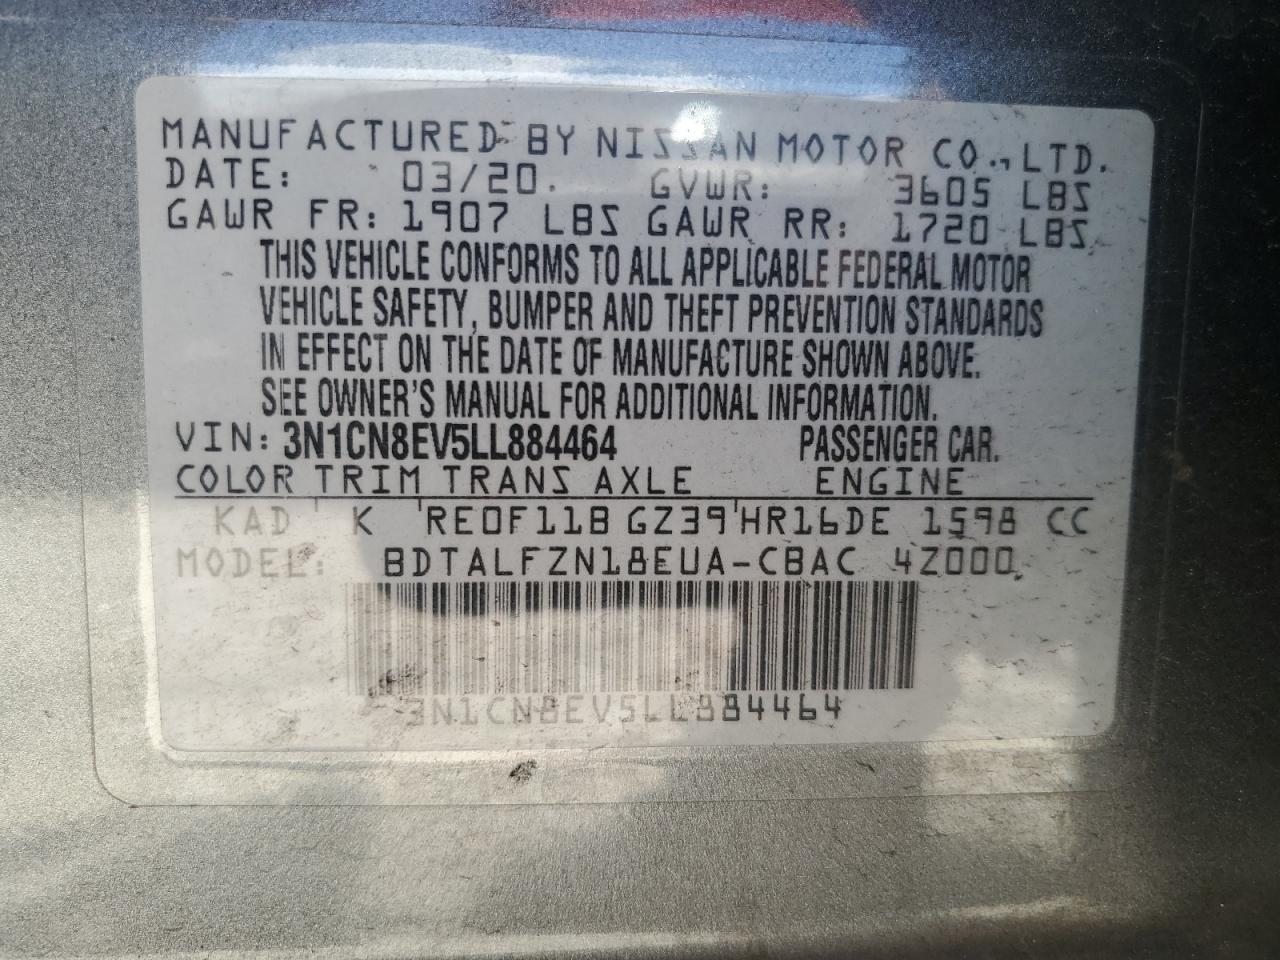 MANUFACTURED BY NISSAN MOTOR CO., LTD.
DATE: 03/20. GVWR: 3605 LBS
GAWR FR: 1907 LBS GAWR RR: 1720 LBS
THIS VEHICLE CONFORMS TO ALL APPLICABLE FEDERAL MOTOR
VEHICLE SAFETY, BUMPER AND THEFT PREVENTION STANDARDS
IN EFFECT ON THE DATE OF MANUFACTURE SHOWN ABOVE.
SEE OWNER'S MANUAL FOR ADDITIONAL INFORMATION.
VIN: 3N1CN8EV5LL884464 PASSENGER CAR.
COLOR TRIM TRANS AXLE ENGINE
KAD K RE0F11B GZ39 HR16DE 1598 CC
MODEL: BDTALFZN18EUA-CBAC 4Z000
3N1CN8EV5LL884464